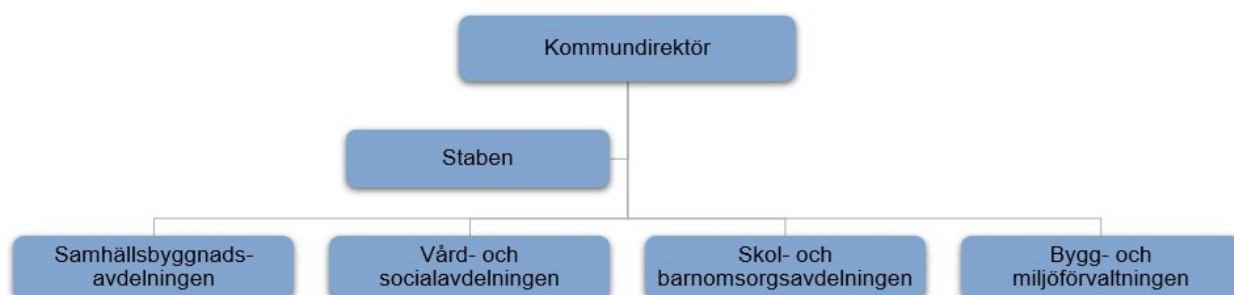 Kommundirektör
Staben
Samhällsbyggnads-
avdelningen
Vård- och
socialavdelningen
Skol- och
barnomsorgsavdelningen
Bygg- och
miljöförvaltningen